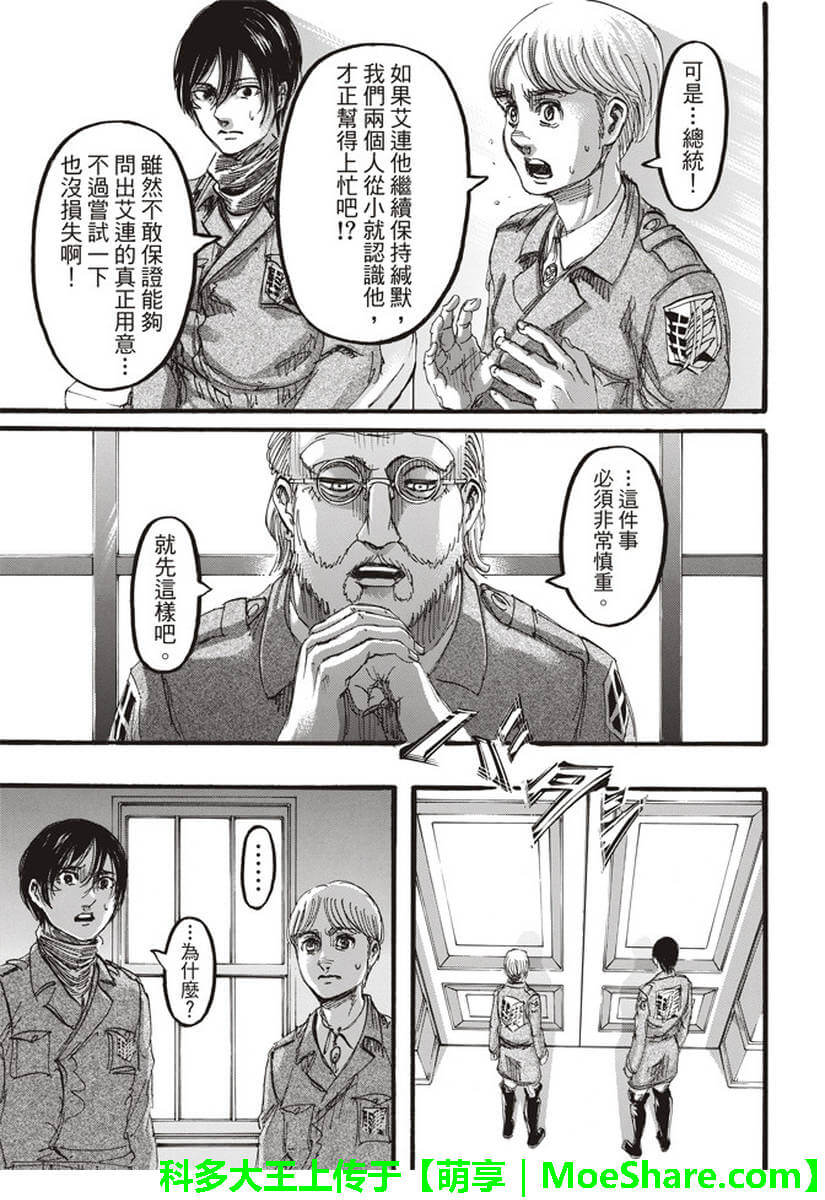 可是…總統！
如果艾連他繼續保持緘默，
我們兩個人從小就認識他，
才正幫得上忙吧!?
雖然不敢保證能夠
問出艾連的真正用意…
不過嘗試一下
也沒損失啊！
…這件事
必須非常慎重。
就先這樣吧。
バタン
………
…為什麼？
科多大王上传于【萌享】| MoeShare.com